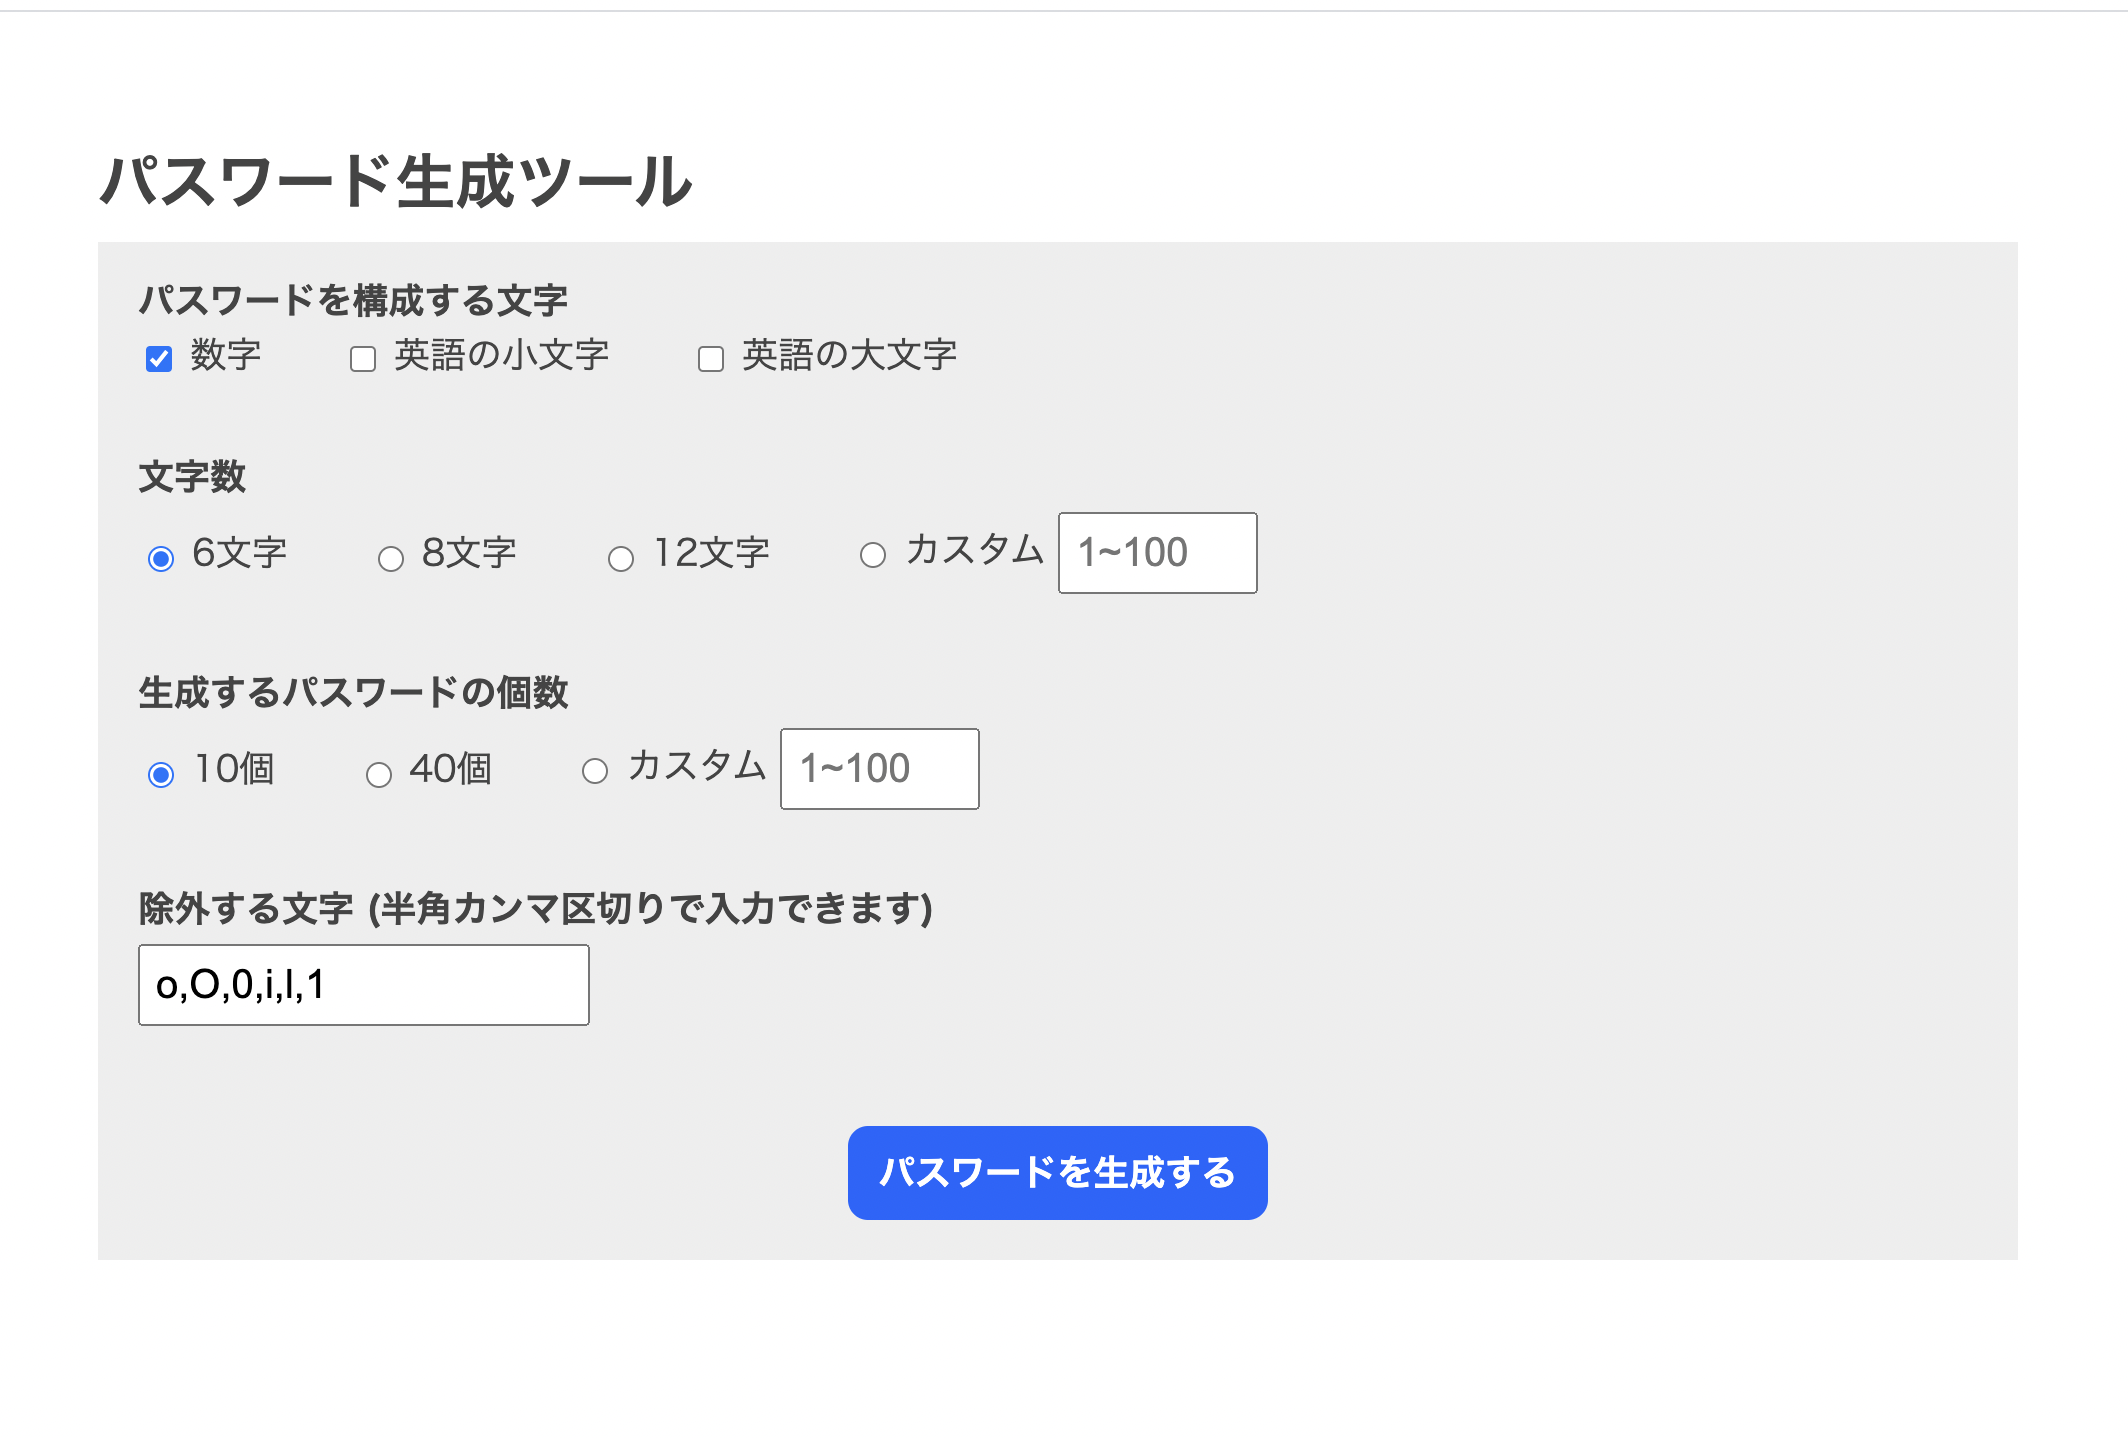 パスワード生成ツール
パスワードを構成する文字
数字 英語の小文字 英語の大文字
文字数
6文字 8文字 12文字 カスタム 1~100
生成するパスワードの個数
10個 40個 カスタム 1~100
除外する文字 (半角カンマ区切りで入力できます)
o,O,0,i,l,1
パスワードを生成する